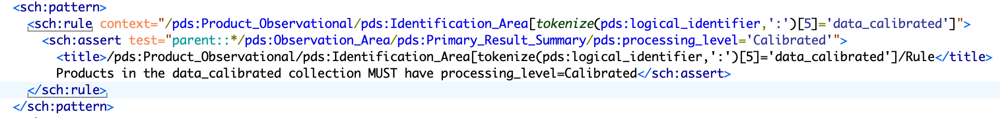 <sch:pattern>
<sch:rule context="/pds:Product_Observational/pds:Identification_Area[tokenize(pds:logical_identifier,':')[5]='data_calibrated']">
<sch:assert test="parent::*/pds:Observation_Area/pds:Primary_Result_Summary/pds:processing_level='Calibrated'">
<title>/pds:Product_Observational/pds:Identification_Area[tokenize(pds:logical_identifier,':')[5]='data_calibrated']/Rule</title>
Products in the data_calibrated collection MUST have processing_level=Calibrated</sch:assert>
</sch:rule>
</sch:pattern>